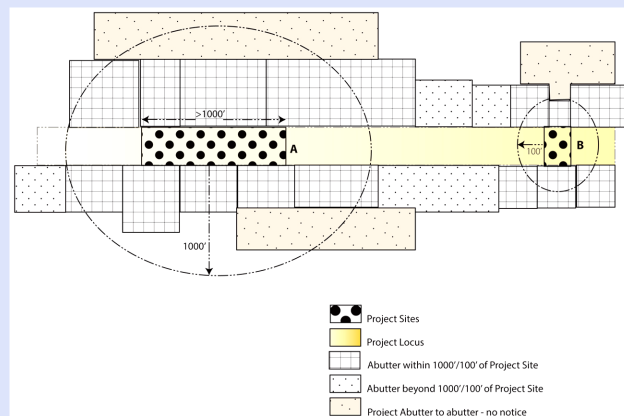 >1000'
A
B
100'
1000'
Project Sites
Project Locus
Abutter within 1000'/100' of Project Site
Abutter beyond 1000'/100' of Project Site
Project Abutter to abutter - no notice